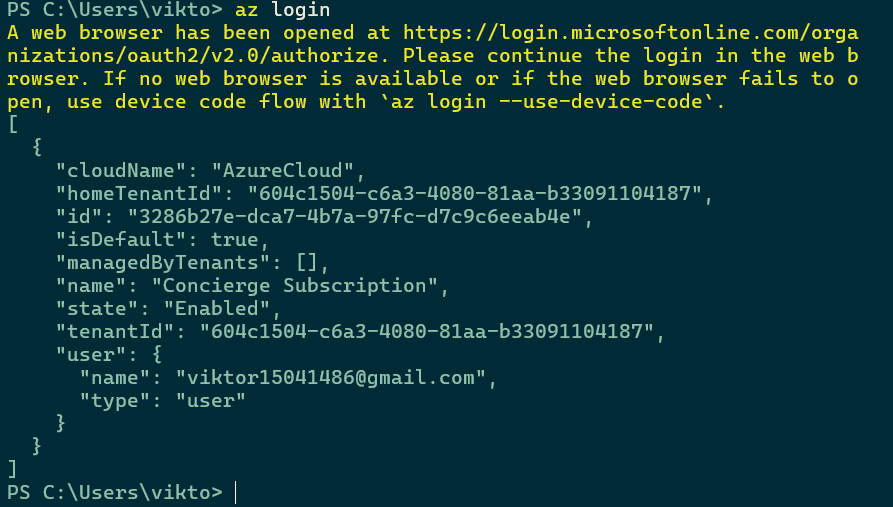 PS C:\Users\vikto> az login
A web browser has been opened at https://login.microsoftonline.com/orga
nizations/oauth2/v2.0/authorize. Please continue the login in the web b
rowser. If no web browser is available or if the web browser fails to o
pen, use device code flow with `az login --use-device-code`.
[
  {
    "cloudName": "AzureCloud",
    "homeTenantId": "604c1504-c6a3-4080-81aa-b33091104187",
    "id": "3286b27e-dca7-4b7a-97fc-d7c9c6eeab4e",
    "isDefault": true,
    "managedByTenants": [],
    "name": "Concierge Subscription",
    "state": "Enabled",
    "tenantId": "604c1504-c6a3-4080-81aa-b33091104187",
    "user": {
      "name": "viktor15041486@gmail.com",
      "type": "user"
    }
  }
]
PS C:\Users\vikto>